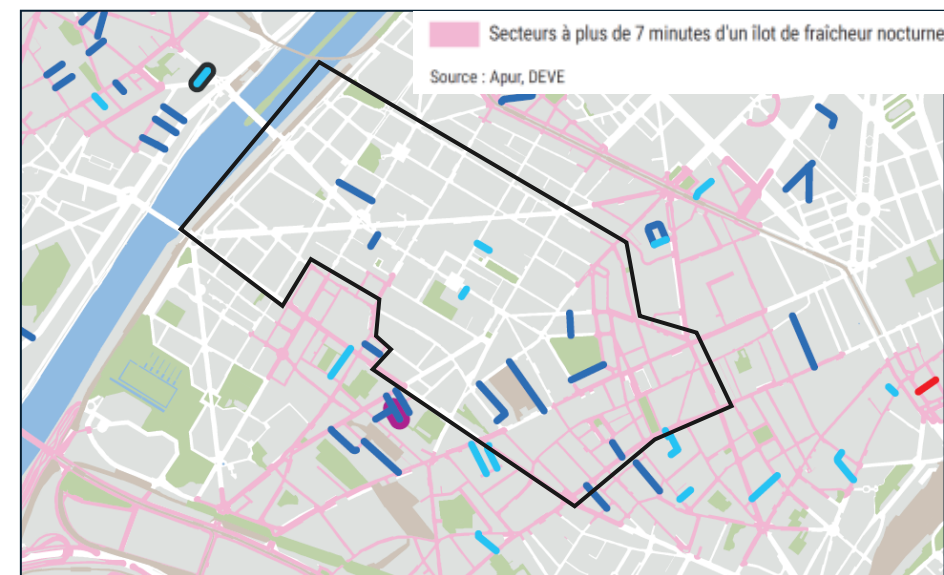 Secteurs à plus de 7 minutes d'un îlot de fraîcheur nocturne
Source : Apur, DEVE